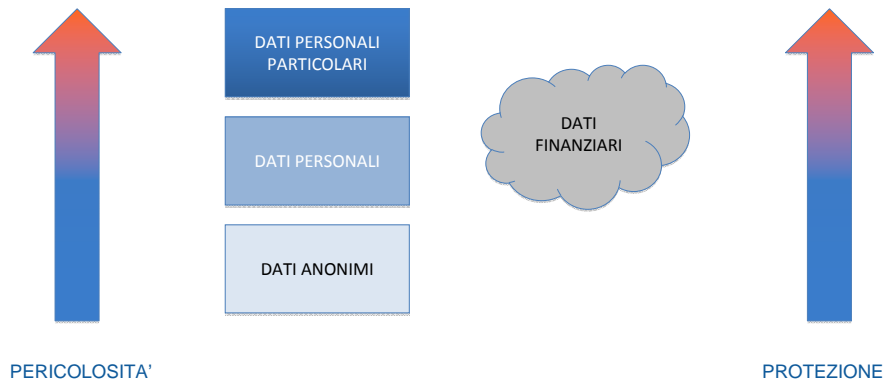 DATI PERSONALI
PARTICOLARI
DATI PERSONALI
DATI ANONIMI
DATI
FINANZIARI
PERICOLOSITA'
PROTEZIONE